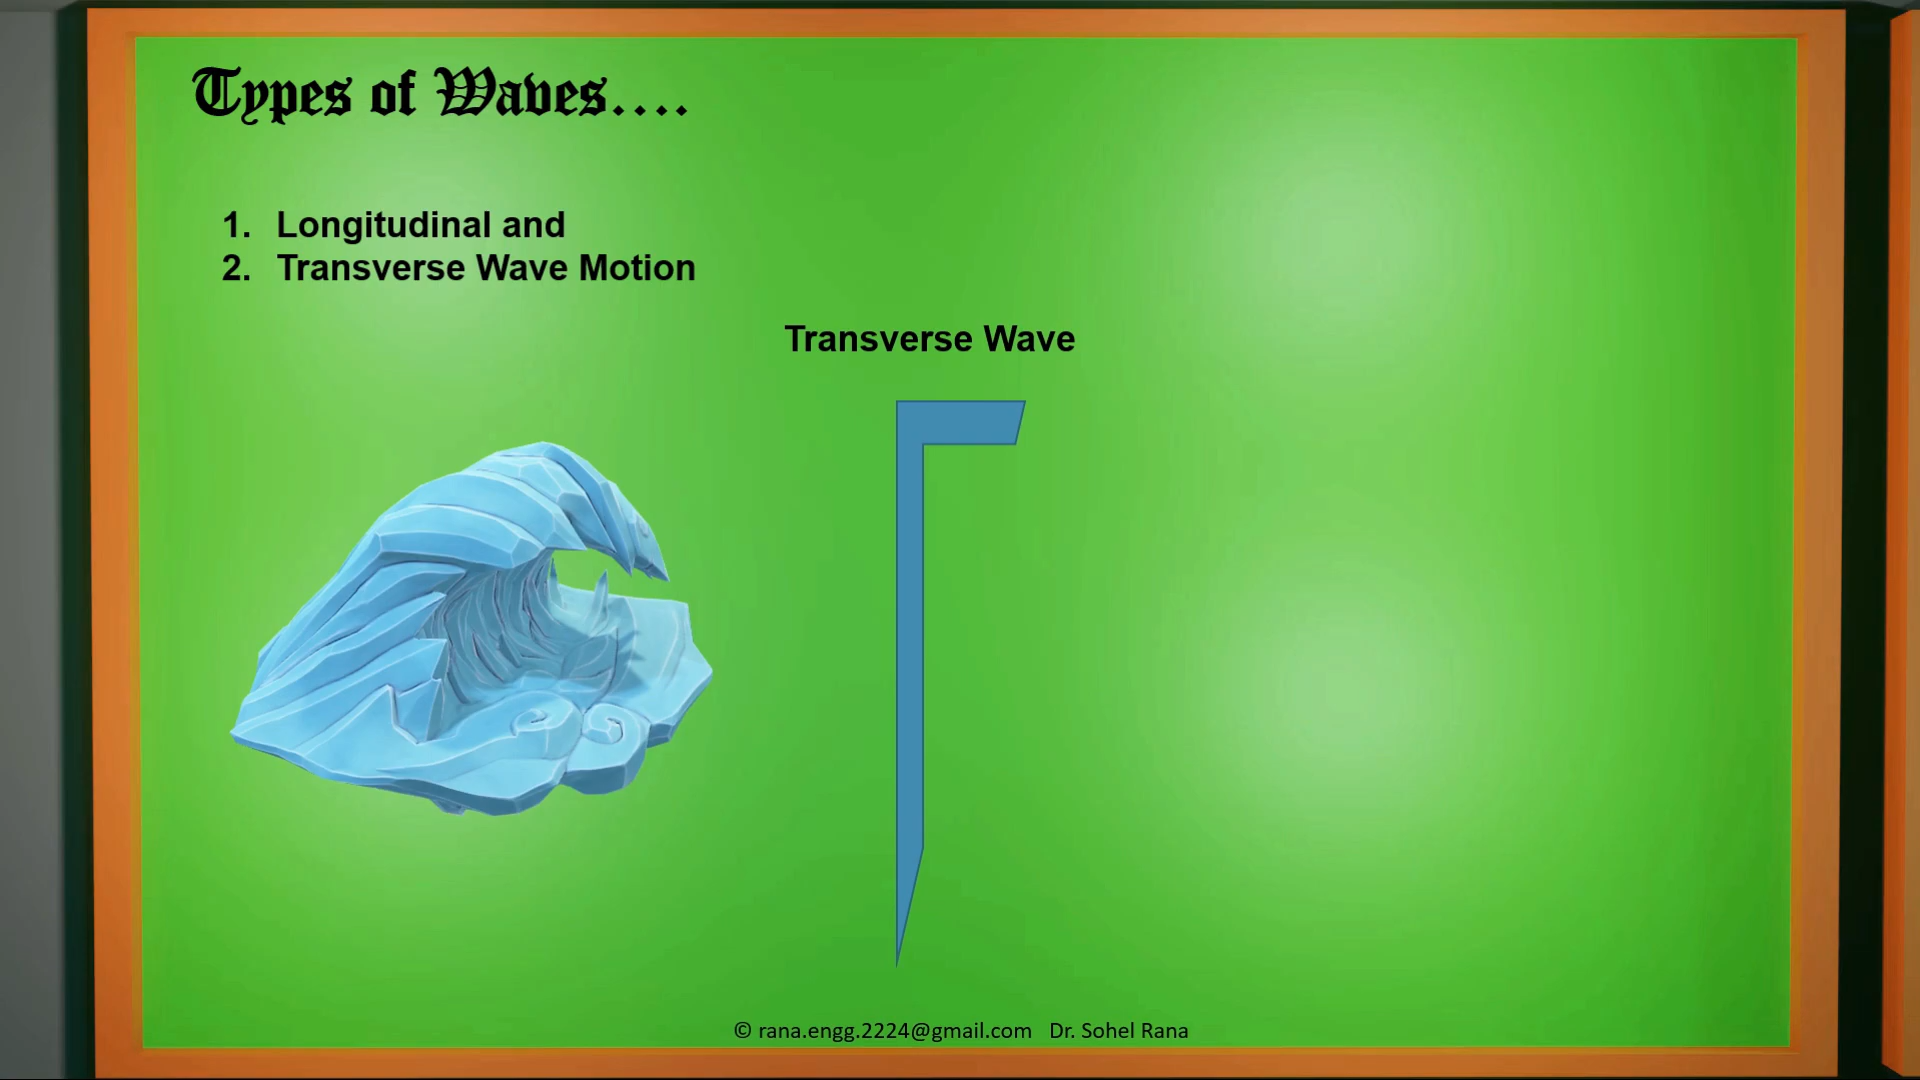 Types of Waves....
1. Longitudinal and
2. Transverse Wave Motion
Transverse Wave
© rana.engg.2224@gmail.com Dr. Sohel Rana